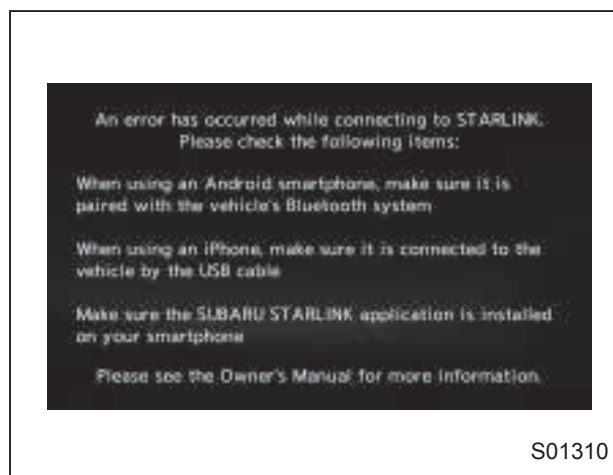 An error has occurred while connecting to STARLINK.
Please check the following items:
When using an Android smartphone, make sure it is
paired with the vehicle's Bluetooth system
When using an iPhone, make sure it is connected to the
vehicle by the USB cable
Make sure the SUBARU STARLINK application is installed
on your smartphone
Please see the Owner's Manual for more information.
S01310